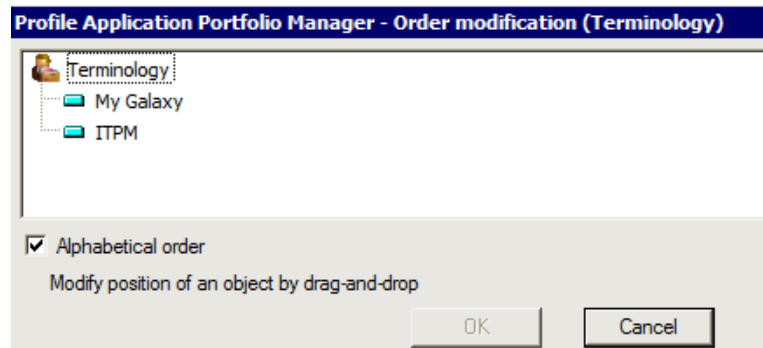 Profile Application Portfolio Manager - Order modification (Terminology)
Terminology
My Galaxy
ITPM
Alphabetical order
Modify position of an object by drag-and-drop
OK
Cancel